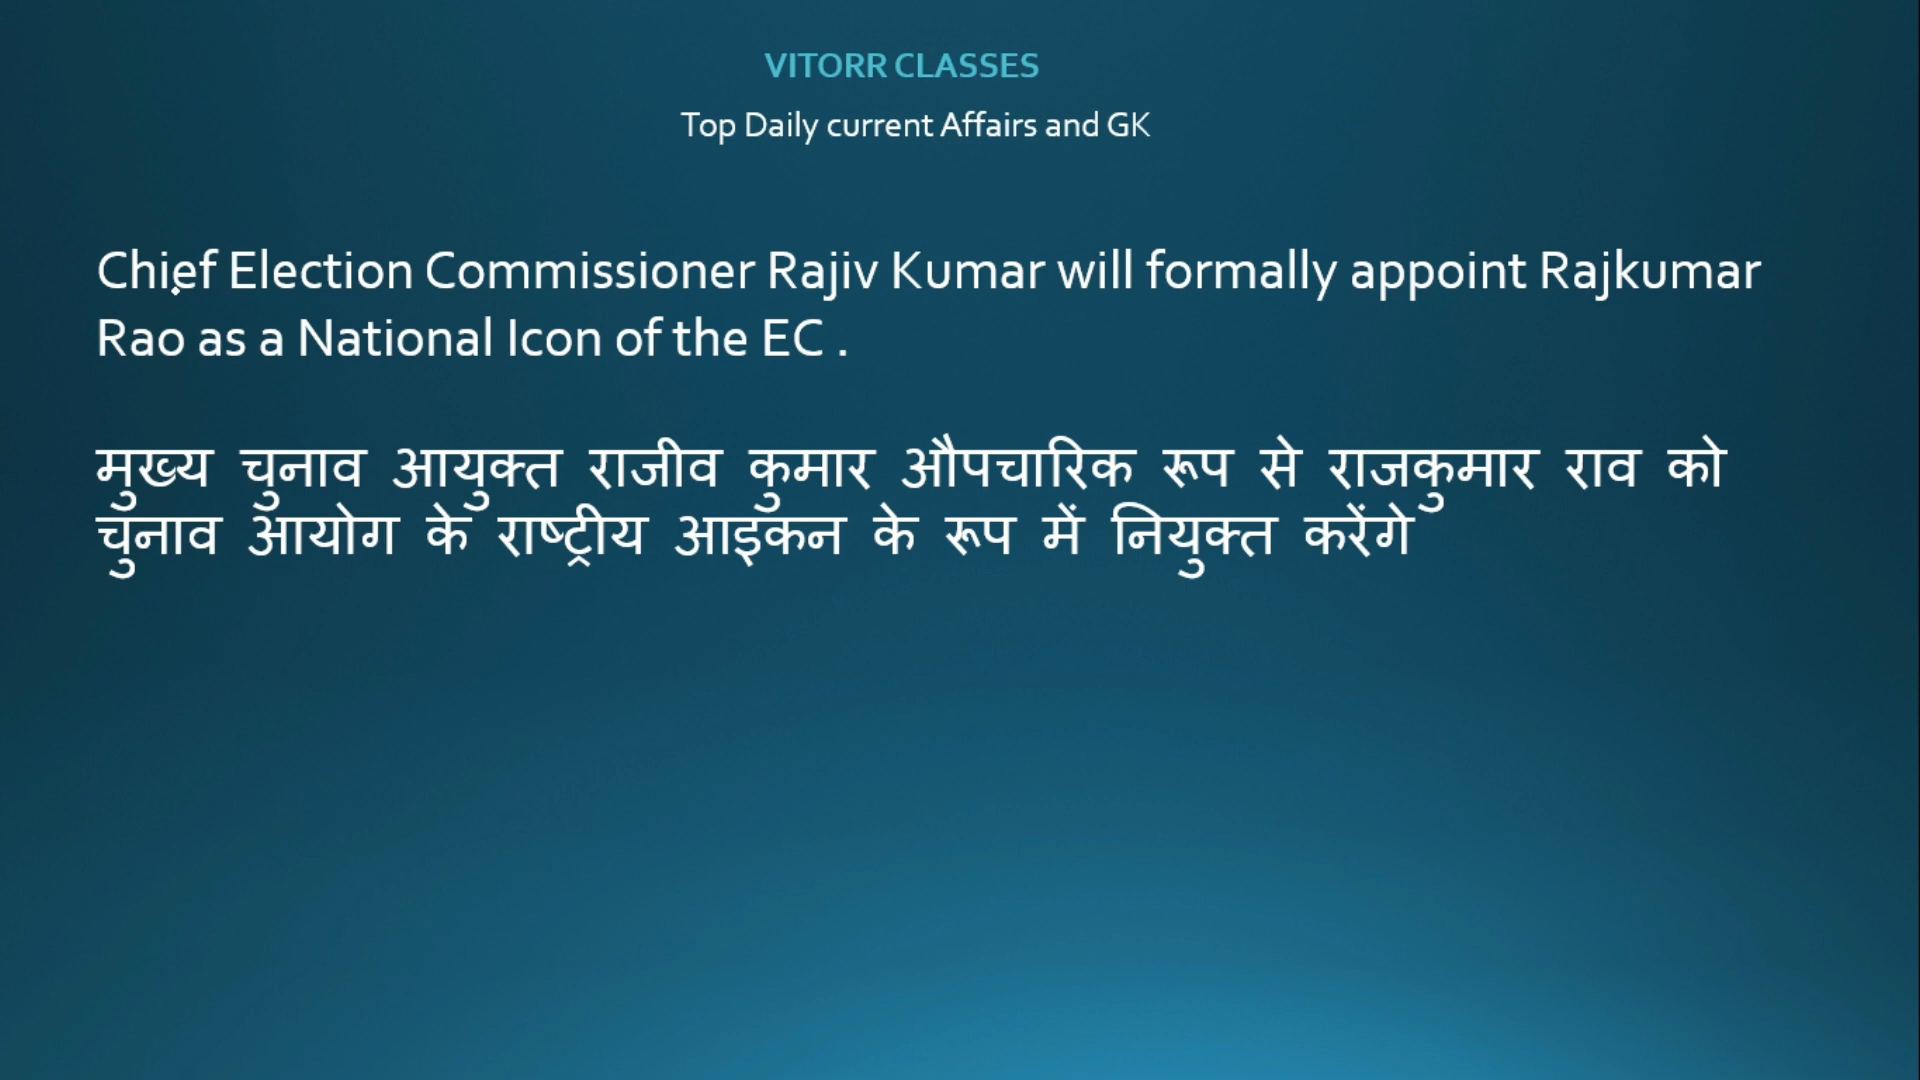 VITORR CLASSES
Top Daily current Affairs and GK
Chief Election Commissioner Rajiv Kumar will formally appoint Rajkumar
Rao as a National Icon of the EC .
मुख्य चुनाव आयुक्त राजीव कुमार औपचारिक रूप से राजकुमार राव को
चुनाव आयोग के राष्ट्रीय आइकन के रूप में नियुक्त करेंगे